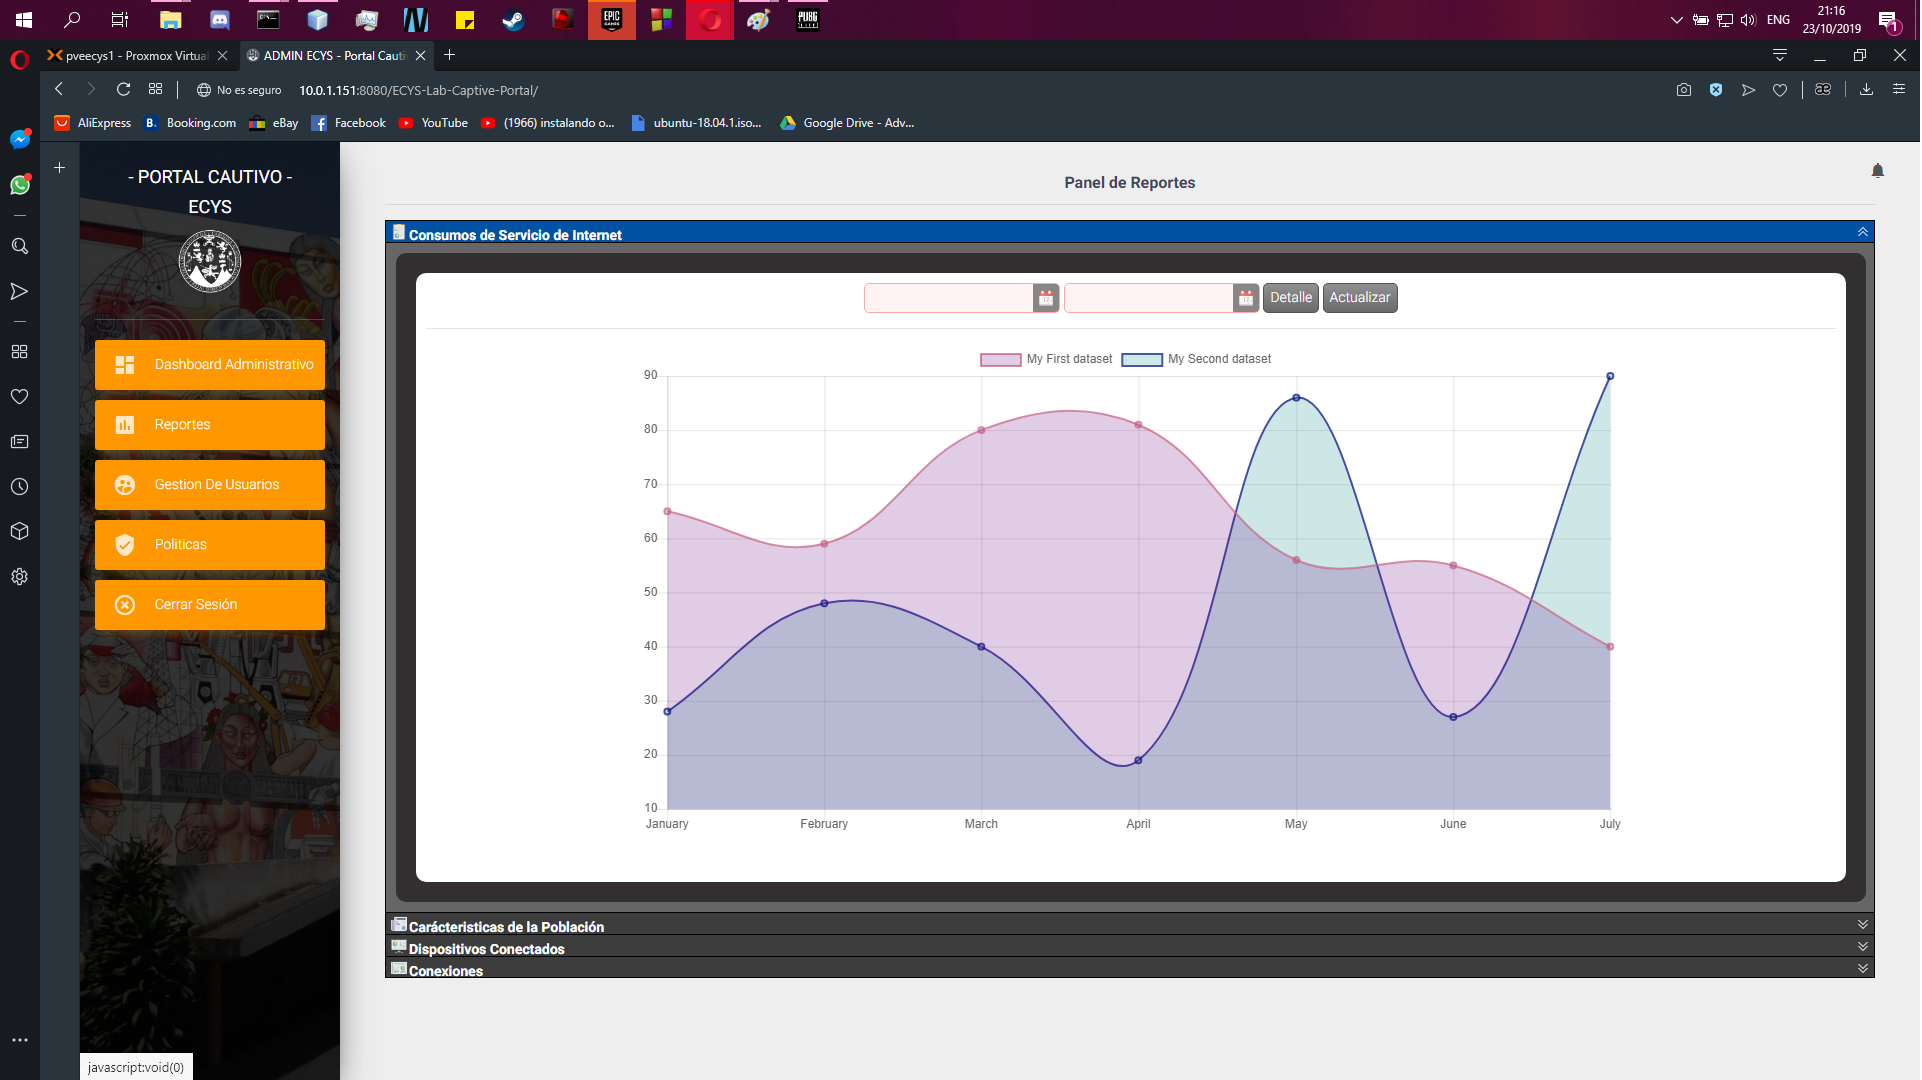 ENG
21:16
23/10/2019
1
EPIC
GAMES
PUBG
pveecys1 - Proxmox Virtual
ADMIN ECYS - Portal Cauti
No es seguro
10.0.1.151:8080/ECYS-Lab-Captive-Portal/
AliExpress
B.
Booking.com
eBay
Facebook
YouTube
(1966) instalando o...
ubuntu-18.04.1.iso...
Google Drive - Adv...
- PORTAL CAUTIVO -
ECYS
Dashboard Administrativo
Reportes
Gestion De Usuarios
Politicas
Cerrar Sesión
Panel de Reportes
Consumos de Servicio de Internet
Detalle
Actualizar
My First dataset
My Second dataset
90
80
70
60
50
40
30
20
10
January
February
March
April
May
June
July
Carácteristicas de la Población
Dispositivos Conectados
Conexiones
javascript:void(0)